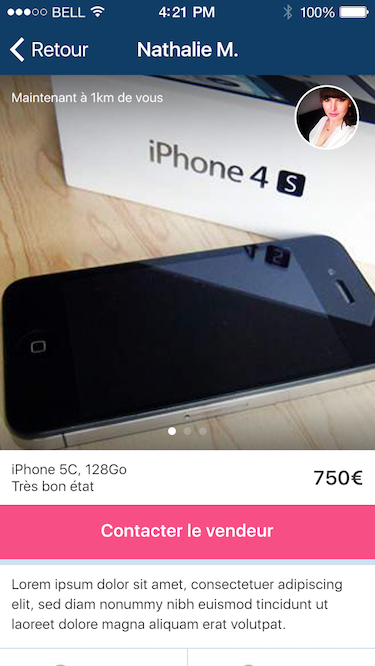 BELL 4:21 PM 100%
Retour Nathalie M.
Maintenant à 1km de vous
iPhone 4 S
iPhone 5C, 128Go
Très bon état
750€
Contacter le vendeur
Lorem ipsum dolor sit amet, consectetuer adipiscing
elit, sed diam nonummy nibh euismod tincidunt ut
laoreet dolore magna aliquam erat volutpat.